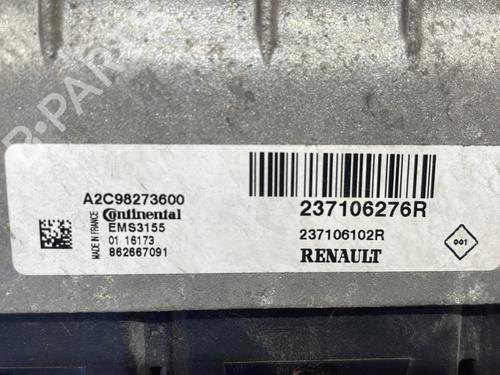 A2C98273600
Continental
EMS3155
01 16173
862667091
MADE IN FRANCE
237106276R
237106102R
RENAULT
001
B-PARTS